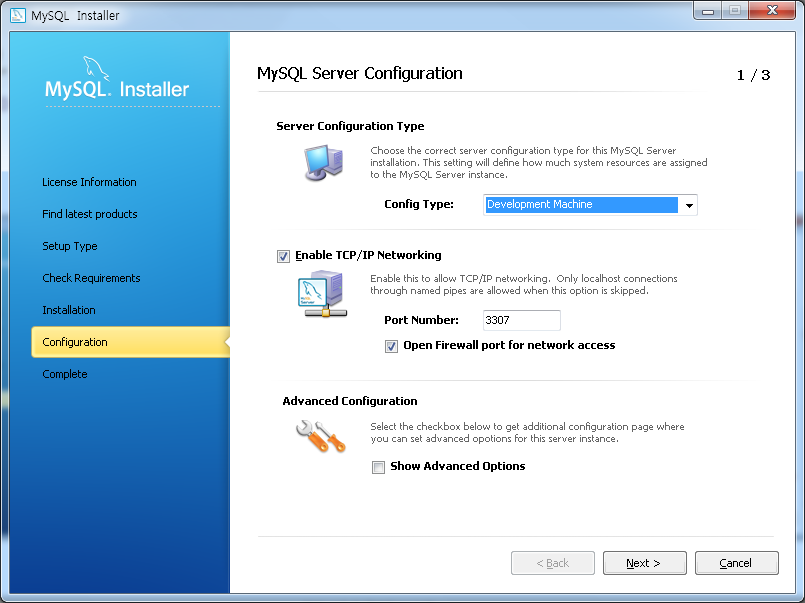 MySQL Installer
MySQL. Installer
License Information
Find latest products
Setup Type
Check Requirements
Installation
Configuration
Complete
MySQL Server Configuration
1 / 3
Server Configuration Type
Choose the correct server configuration type for this MySQL Server
installation. This setting will define how much system resources are assigned
to the MySQL Server instance.
Config Type:
Development Machine
Enable TCP/IP Networking
MySQL
Server
Enable this to allow TCP/IP networking. Only localhost connections
through named pipes are allowed when this option is skipped.
Port Number:
3307
Open Firewall port for network access
Advanced Configuration
Select the checkbox below to get additional configuration page where
you can set advanced opotions for this server instance.
Show Advanced Options
< Back
Next >
Cancel